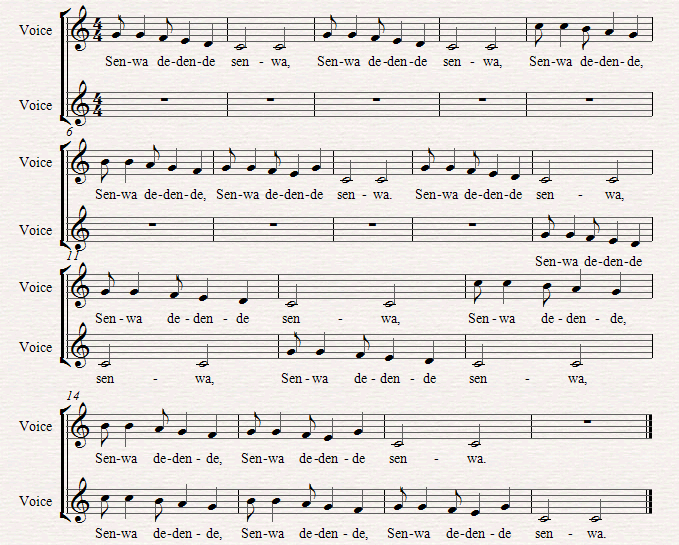 Voice
Sen-wa de-den-de sen - wa, Sen-wa de-den-de sen - wa, Sen-wa de-den-de,
Voice
6
Voice
Sen-wa de-den-de, Sen-wa de-den-de sen - wa. Sen-wa de-den-de sen - wa,
Voice
Sen-wa de-den-de
11
Voice
Sen - wa de - den - de sen - wa, Sen - wa de - den - de,
Voice
sen - wa, Sen - wa de - den - de sen - wa,
14
Voice
Sen-wa de-den - de, Sen-wa de -den - de sen - wa.
Voice
Sen-wa de-den - de, Sen-wa de-den - de, Sen-wa de-den - de sen - wa.